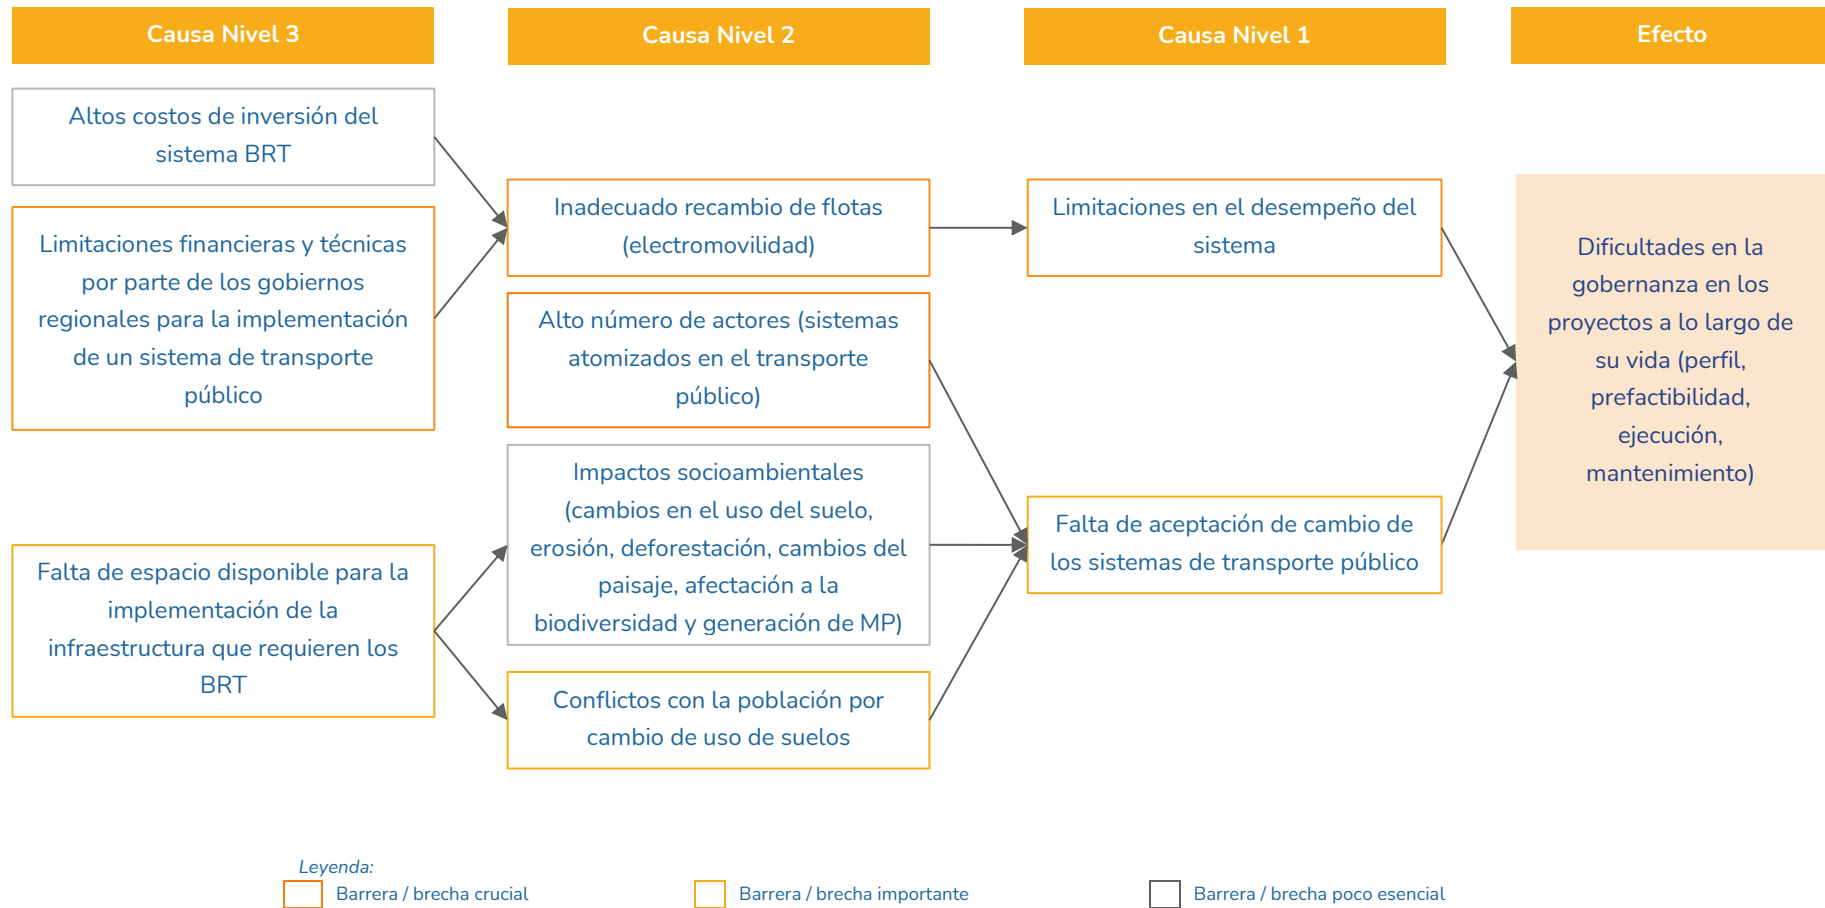 Causa Nivel 3
Causa Nivel 2
Causa Nivel 1
Efecto
Altos costos de inversión del
sistema BRT
Limitaciones financieras y técnicas
por parte de los gobiernos
regionales para la implementación
de un sistema de transporte
público
Falta de espacio disponible para la
implementación de la
infraestructura que requieren los
BRT
Inadecuado recambio de flotas
(electromovilidad)
Alto número de actores (sistemas
atomizados en el transporte
público)
Impactos socioambientales
(cambios en el uso del suelo,
erosión, deforestación, cambios del
paisaje, afectación a la
biodiversidad y generación de MP)
Conflictos con la población por
cambio de uso de suelos
Limitaciones en el desempeño del
sistema
Falta de aceptación de cambio de
los sistemas de transporte público
Dificultades en la
gobernanza en los
proyectos a lo largo de
su vida (perfil,
prefactibilidad,
ejecución,
mantenimiento)
Leyenda:
Barrera / brecha crucial
Barrera / brecha importante
Barrera / brecha poco esencial